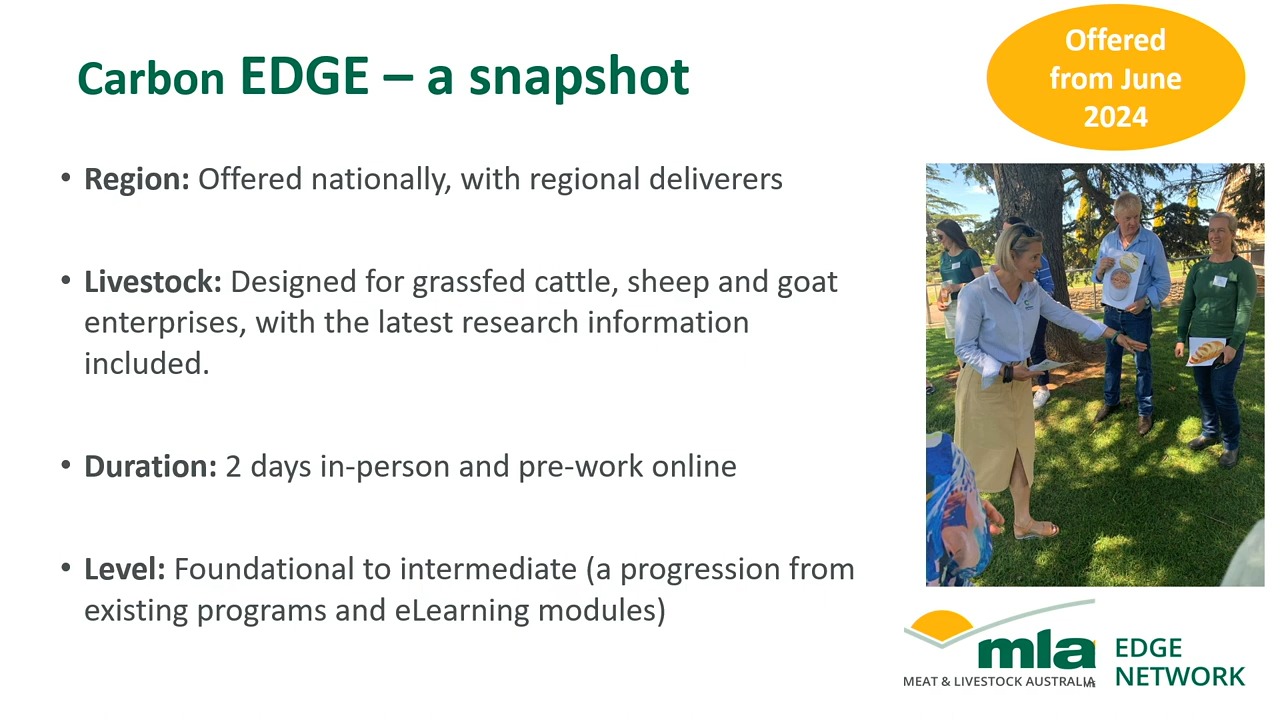 Carbon EDGE – a snapshot
Offered
from June
2024
• Region: Offered nationally, with regional deliverers
• Livestock: Designed for grassfed cattle, sheep and goat
enterprises, with the latest research information
included.
• Duration: 2 days in-person and pre-work online
• Level: Foundational to intermediate (a progression from
existing programs and eLearning modules)
mla
MEAT & LIVESTOCK AUSTRALIA
EDGE
NETWORK